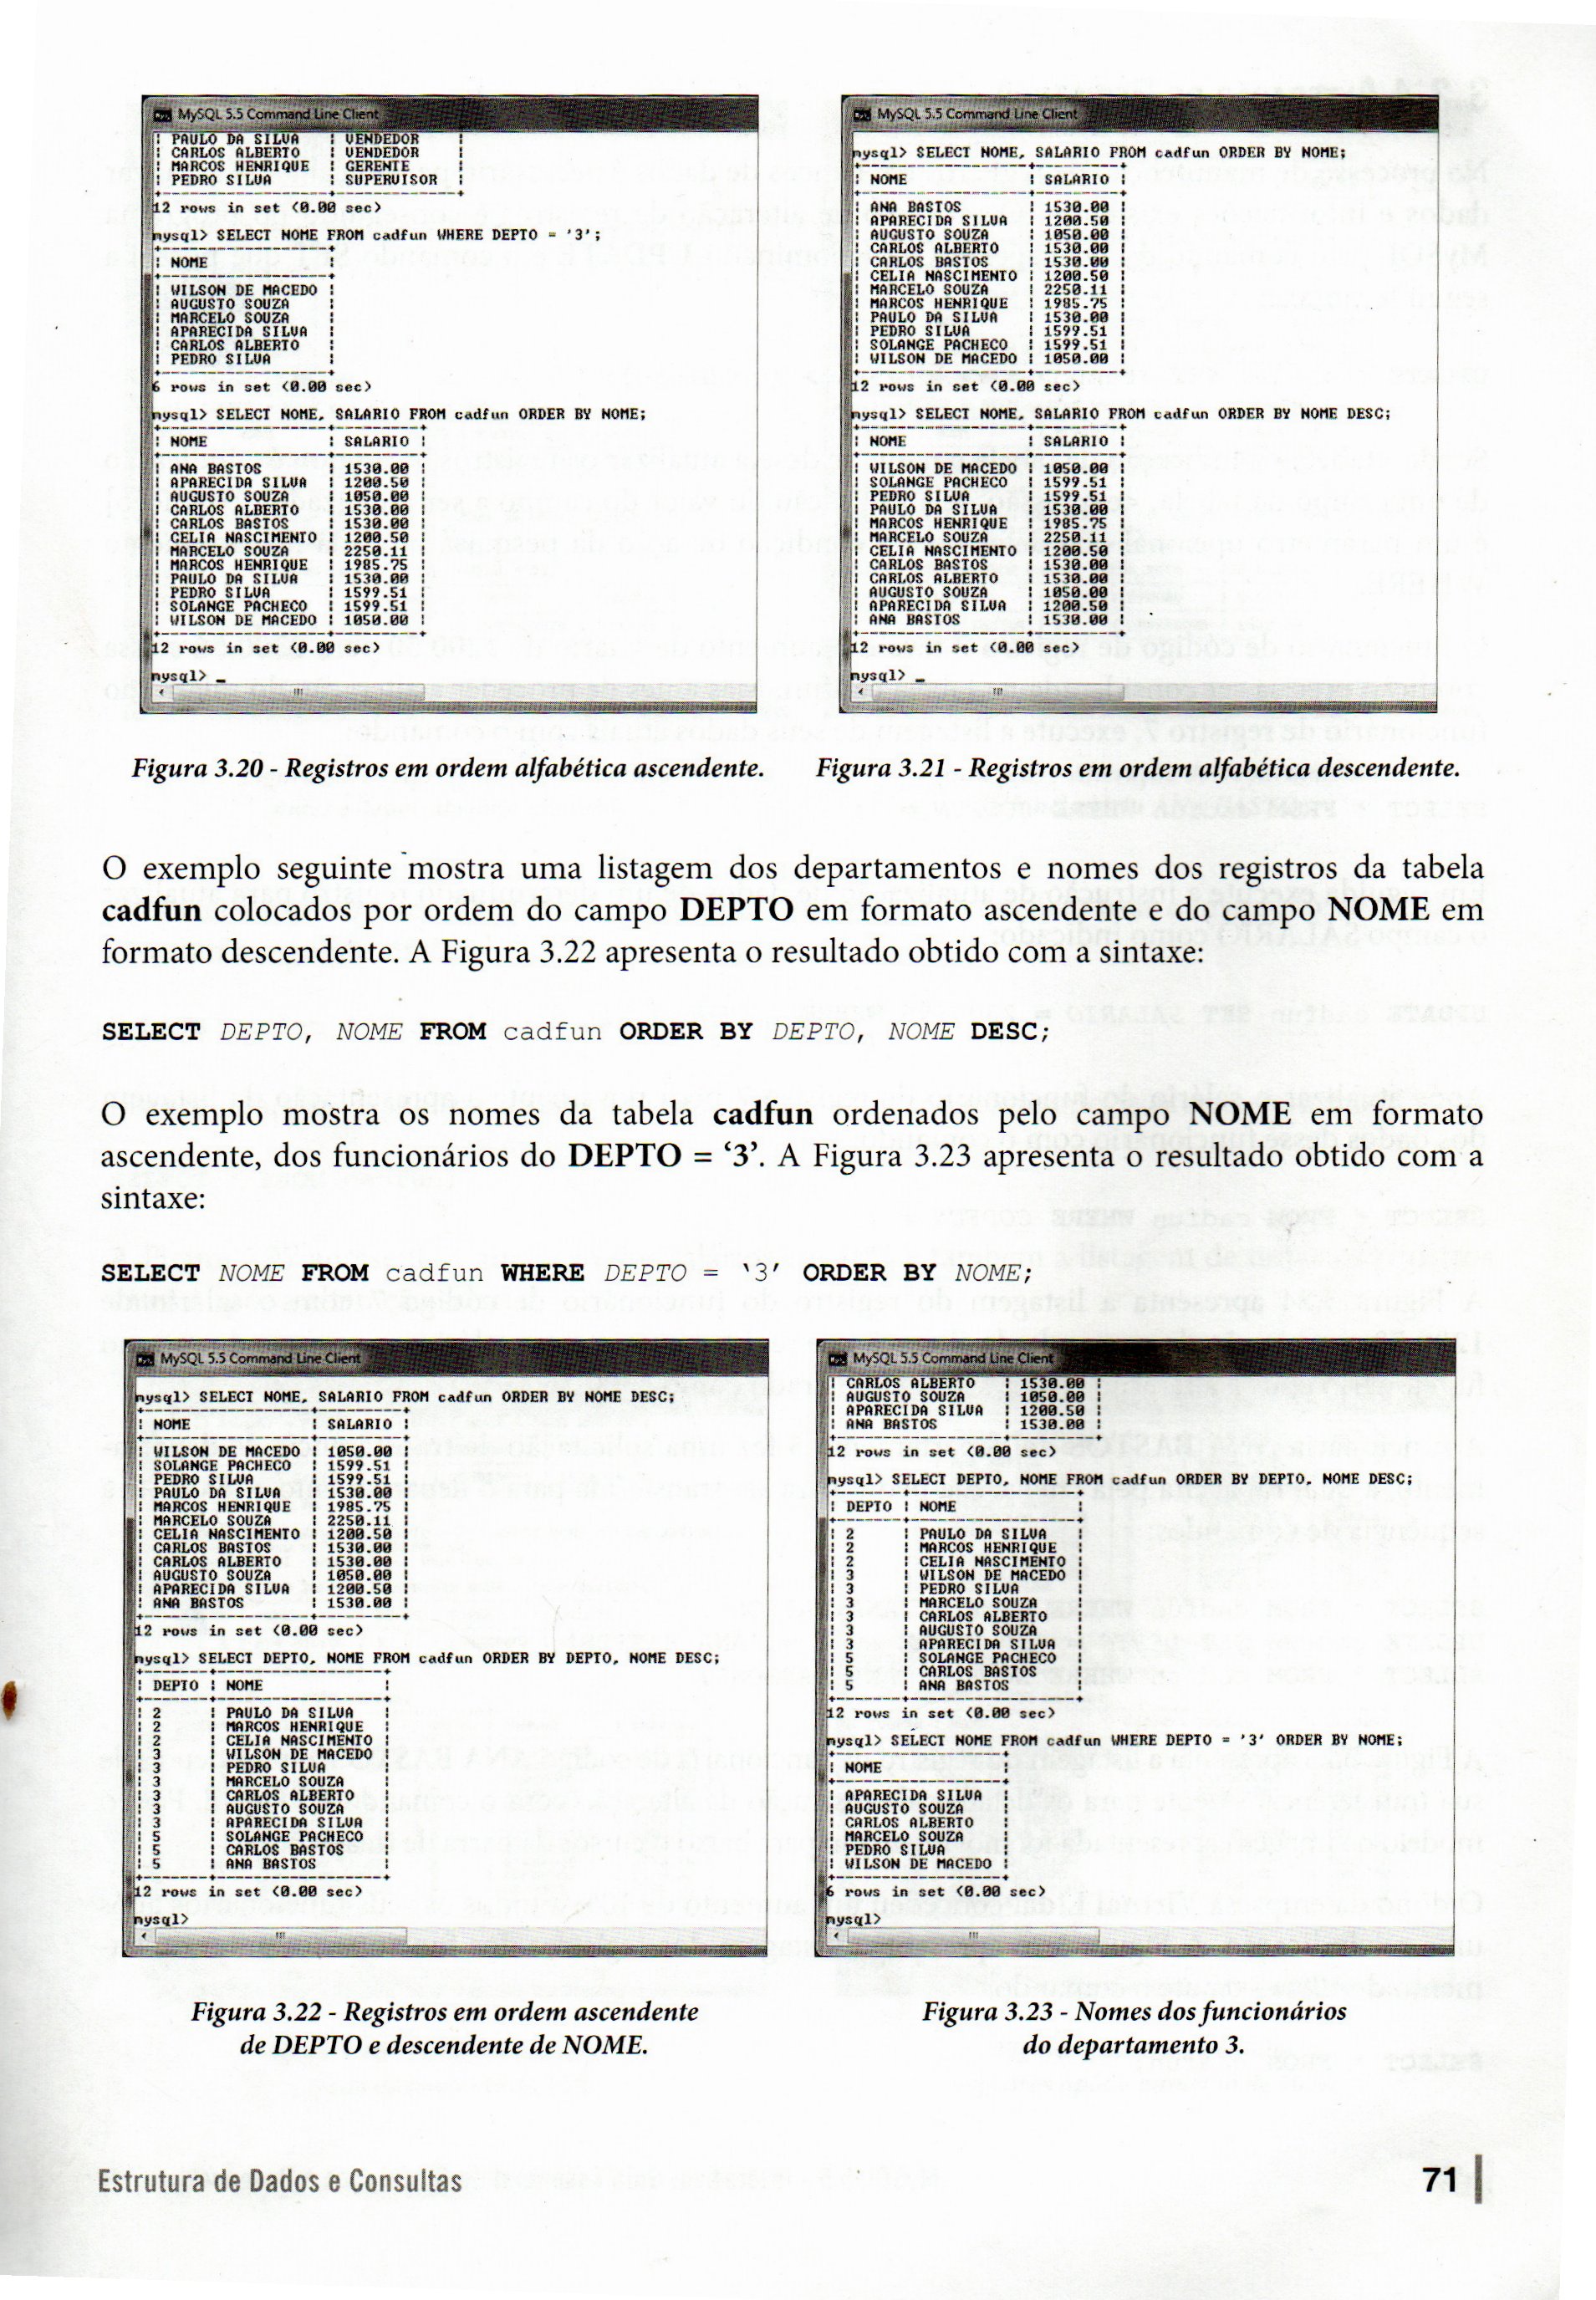 MySQL 5.5 Command Line Client
| PAULO DA SILVA | VENDEDOR |
| CARLOS ALBERTO | VENDEDOR |
| MARCOS HENRIQUE | GERENTE |
| PEDRO SILVA | SUPERVISOR |
12 rows in set (0.00 sec)
mysql> SELECT NOME FROM cadfun WHERE DEPTO = '3';
| NOME |
| WILSON DE MACEDO |
| AUGUSTO SOUZA |
| MARCELO SOUZA |
| APARECIDA SILVA |
| CARLOS ALBERTO |
| PEDRO SILVA |
6 rows in set (0.00 sec)
mysql> SELECT NOME, SALARIO FROM cadfun ORDER BY NOME;
| NOME | SALARIO |
| ANA BASTOS | 1530.00 |
| APARECIDA SILVA | 1200.50 |
| AUGUSTO SOUZA | 1050.00 |
| CARLOS ALBERTO | 1530.00 |
| CARLOS BASTOS | 1530.00 |
| CELIA NASCIMENTO | 1200.50 |
| MARCELO SOUZA | 2250.11 |
| MARCOS HENRIQUE | 1985.75 |
| PAULO DA SILVA | 1530.00 |
| PEDRO SILVA | 1599.51 |
| SOLANGE PACHECO | 1599.51 |
| WILSON DE MACEDO | 1050.00 |
12 rows in set (0.00 sec)
mysql> _
Figura 3.20 - Registros em ordem alfabética ascendente.
MySQL 5.5 Command Line Client
mysql> SELECT NOME, SALARIO FROM cadfun ORDER BY NOME;
| NOME | SALARIO |
| ANA BASTOS | 1530.00 |
| APARECIDA SILVA | 1200.50 |
| AUGUSTO SOUZA | 1050.00 |
| CARLOS ALBERTO | 1530.00 |
| CARLOS BASTOS | 1530.00 |
| CELIA NASCIMENTO | 1200.50 |
| MARCELO SOUZA | 2250.11 |
| MARCOS HENRIQUE | 1985.75 |
| PAULO DA SILVA | 1530.00 |
| PEDRO SILVA | 1599.51 |
| SOLANGE PACHECO | 1599.51 |
| WILSON DE MACEDO | 1050.00 |
12 rows in set (0.00 sec)
mysql> SELECT NOME, SALARIO FROM cadfun ORDER BY NOME DESC;
| NOME | SALARIO |
| WILSON DE MACEDO | 1050.00 |
| SOLANGE PACHECO | 1599.51 |
| PEDRO SILVA | 1599.51 |
| PAULO DA SILVA | 1530.00 |
| MARCOS HENRIQUE | 1985.75 |
| MARCELO SOUZA | 2250.11 |
| CELIA NASCIMENTO | 1200.50 |
| CARLOS BASTOS | 1530.00 |
| CARLOS ALBERTO | 1530.00 |
| AUGUSTO SOUZA | 1050.00 |
| APARECIDA SILVA | 1200.50 |
| ANA BASTOS | 1530.00 |
12 rows in set (0.00 sec)
mysql> _
Figura 3.21 - Registros em ordem alfabética descendente.
O exemplo seguinte mostra uma listagem dos departamentos e nomes dos registros da tabela
cadfun colocados por ordem do campo DEPTO em formato ascendente e do campo NOME em
formato descendente. A Figura 3.22 apresenta o resultado obtido com a sintaxe:
SELECT DEPTO, NOME FROM cadfun ORDER BY DEPTO, NOME DESC;
O exemplo mostra os nomes da tabela cadfun ordenados pelo campo NOME em formato
ascendente, dos funcionários do DEPTO = ‘3’. A Figura 3.23 apresenta o resultado obtido com a
sintaxe:
SELECT NOME FROM cadfun WHERE DEPTO = ‘3’ ORDER BY NOME;
MySQL 5.5 Command Line Client
mysql> SELECT NOME, SALARIO FROM cadfun ORDER BY NOME DESC;
| NOME | SALARIO |
| WILSON DE MACEDO | 1050.00 |
| SOLANGE PACHECO | 1599.51 |
| PEDRO SILVA | 1599.51 |
| PAULO DA SILVA | 1530.00 |
| MARCOS HENRIQUE | 1985.75 |
| MARCELO SOUZA | 2250.11 |
| CELIA NASCIMENTO | 1200.50 |
| CARLOS BASTOS | 1530.00 |
| CARLOS ALBERTO | 1530.00 |
| AUGUSTO SOUZA | 1050.00 |
| APARECIDA SILVA | 1200.50 |
| ANA BASTOS | 1530.00 |
12 rows in set (0.00 sec)
mysql> SELECT DEPTO, NOME FROM cadfun ORDER BY DEPTO, NOME DESC;
| DEPTO | NOME |
| 2 | PAULO DA SILVA |
| 2 | MARCOS HENRIQUE |
| 2 | CELIA NASCIMENTO |
| 3 | WILSON DE MACEDO |
| 3 | PEDRO SILVA |
| 3 | MARCELO SOUZA |
| 3 | CARLOS ALBERTO |
| 3 | AUGUSTO SOUZA |
| 3 | APARECIDA SILVA |
| 5 | SOLANGE PACHECO |
| 5 | CARLOS BASTOS |
| 5 | ANA BASTOS |
12 rows in set (0.00 sec)
mysql>
Figura 3.22 - Registros em ordem ascendente
de DEPTO e descendente de NOME.
MySQL 5.5 Command Line Client
| CARLOS ALBERTO | 1530.00 |
| AUGUSTO SOUZA | 1050.00 |
| APARECIDA SILVA | 1200.50 |
| ANA BASTOS | 1530.00 |
12 rows in set (0.00 sec)
mysql> SELECT DEPTO, NOME FROM cadfun ORDER BY DEPTO, NOME DESC;
| DEPTO | NOME |
| 2 | PAULO DA SILVA |
| 2 | MARCOS HENRIQUE |
| 2 | CELIA NASCIMENTO |
| 3 | WILSON DE MACEDO |
| 3 | PEDRO SILVA |
| 3 | MARCELO SOUZA |
| 3 | CARLOS ALBERTO |
| 3 | AUGUSTO SOUZA |
| 3 | APARECIDA SILVA |
| 5 | SOLANGE PACHECO |
| 5 | CARLOS BASTOS |
| 5 | ANA BASTOS |
12 rows in set (0.00 sec)
mysql> SELECT NOME FROM cadfun WHERE DEPTO = '3' ORDER BY NOME;
| NOME |
| APARECIDA SILVA |
| AUGUSTO SOUZA |
| CARLOS ALBERTO |
| MARCELO SOUZA |
| PEDRO SILVA |
| WILSON DE MACEDO |
6 rows in set (0.00 sec)
mysql>
Figura 3.23 - Nomes dos funcionários
do departamento 3.
Estrutura de Dados e Consultas
71